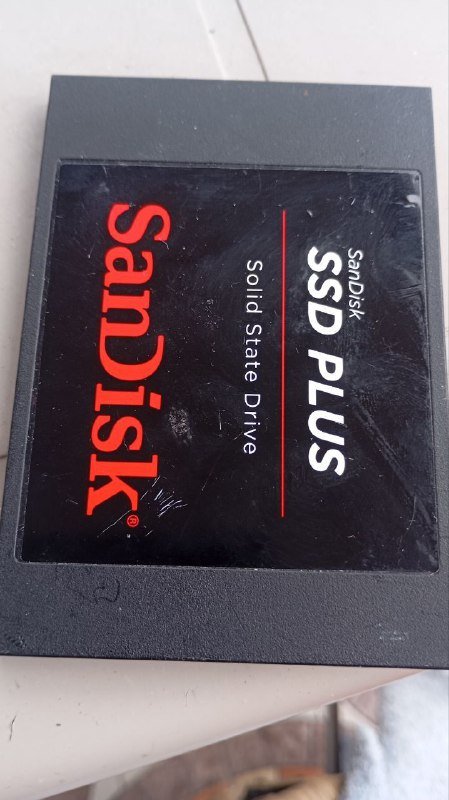 SanDisk
SSD PLUS
Solid State Drive
SanDisk®